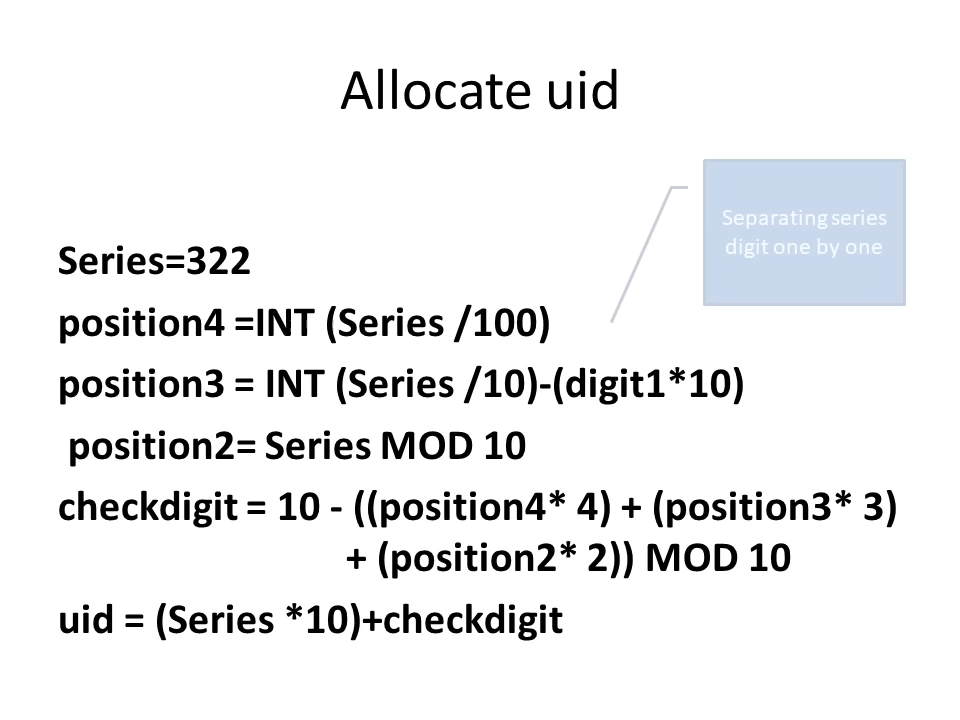 Allocate uid
Separating series
digit one by one
Series=322
position4 =INT (Series /100)
position3 = INT (Series /10)-(digit1*10)
position2= Series MOD 10
checkdigit = 10 - ((position4* 4) + (position3* 3)
+ (position2* 2)) MOD 10
uid = (Series *10)+checkdigit